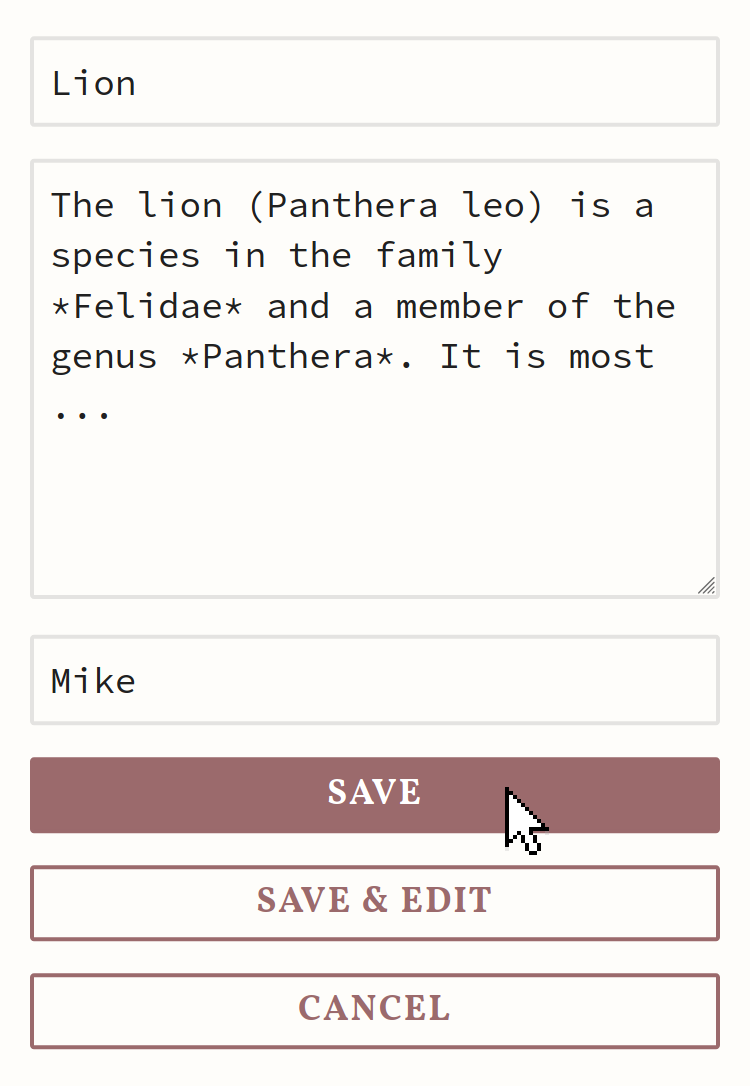 Lion
The lion (Panthera leo) is a
species in the family
*Felidae* and a member of the
genus *Panthera*. It is most
...
Mike
SAVE
SAVE & EDIT
CANCEL